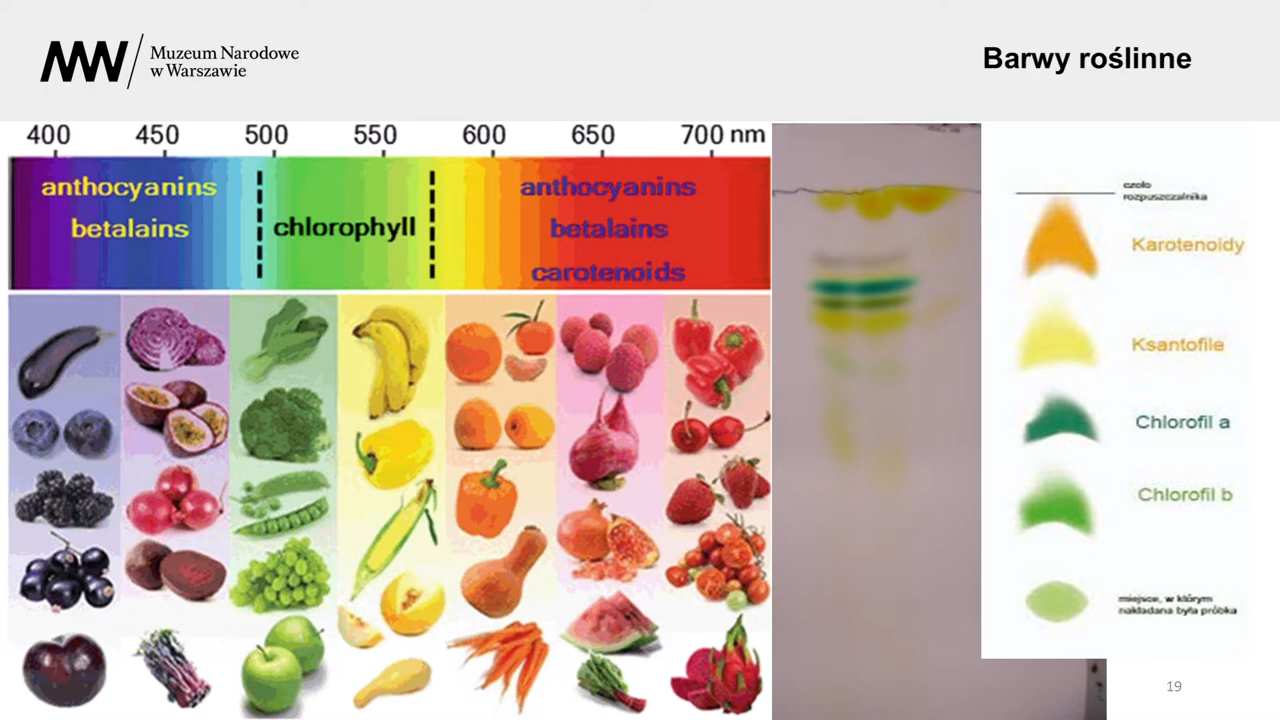 MW
Muzeum Narodowe
w Warszawie
Barwy roślinne
400 450 500 550 600 650 700 nm
anthocyanins
betalains
chlorophyll
anthocyanins
betalains
carotenoids
czoło
rozpuszczalnika
Karotenoidy
Ksantofile
Chlorofil a
Chlorofil b
miejsce, w którym
nakładana była próbka
19